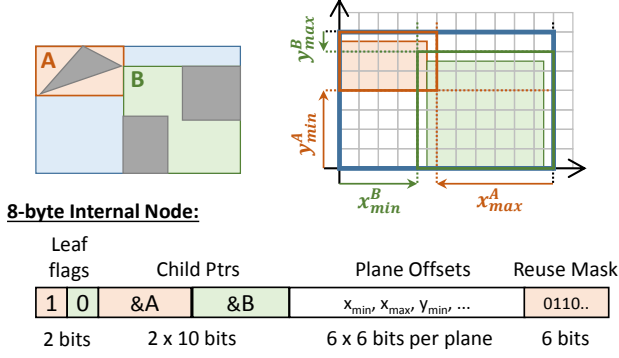 A
B
y^B_max
y^A_min
x^B_min
x^A_max
8-byte Internal Node:
Leaf flags
Child Ptrs
Plane Offsets
Reuse Mask
1 0 &A &B x_min, x_max, y_min, ... 0110..
2 bits
2 x 10 bits
6 x 6 bits per plane
6 bits